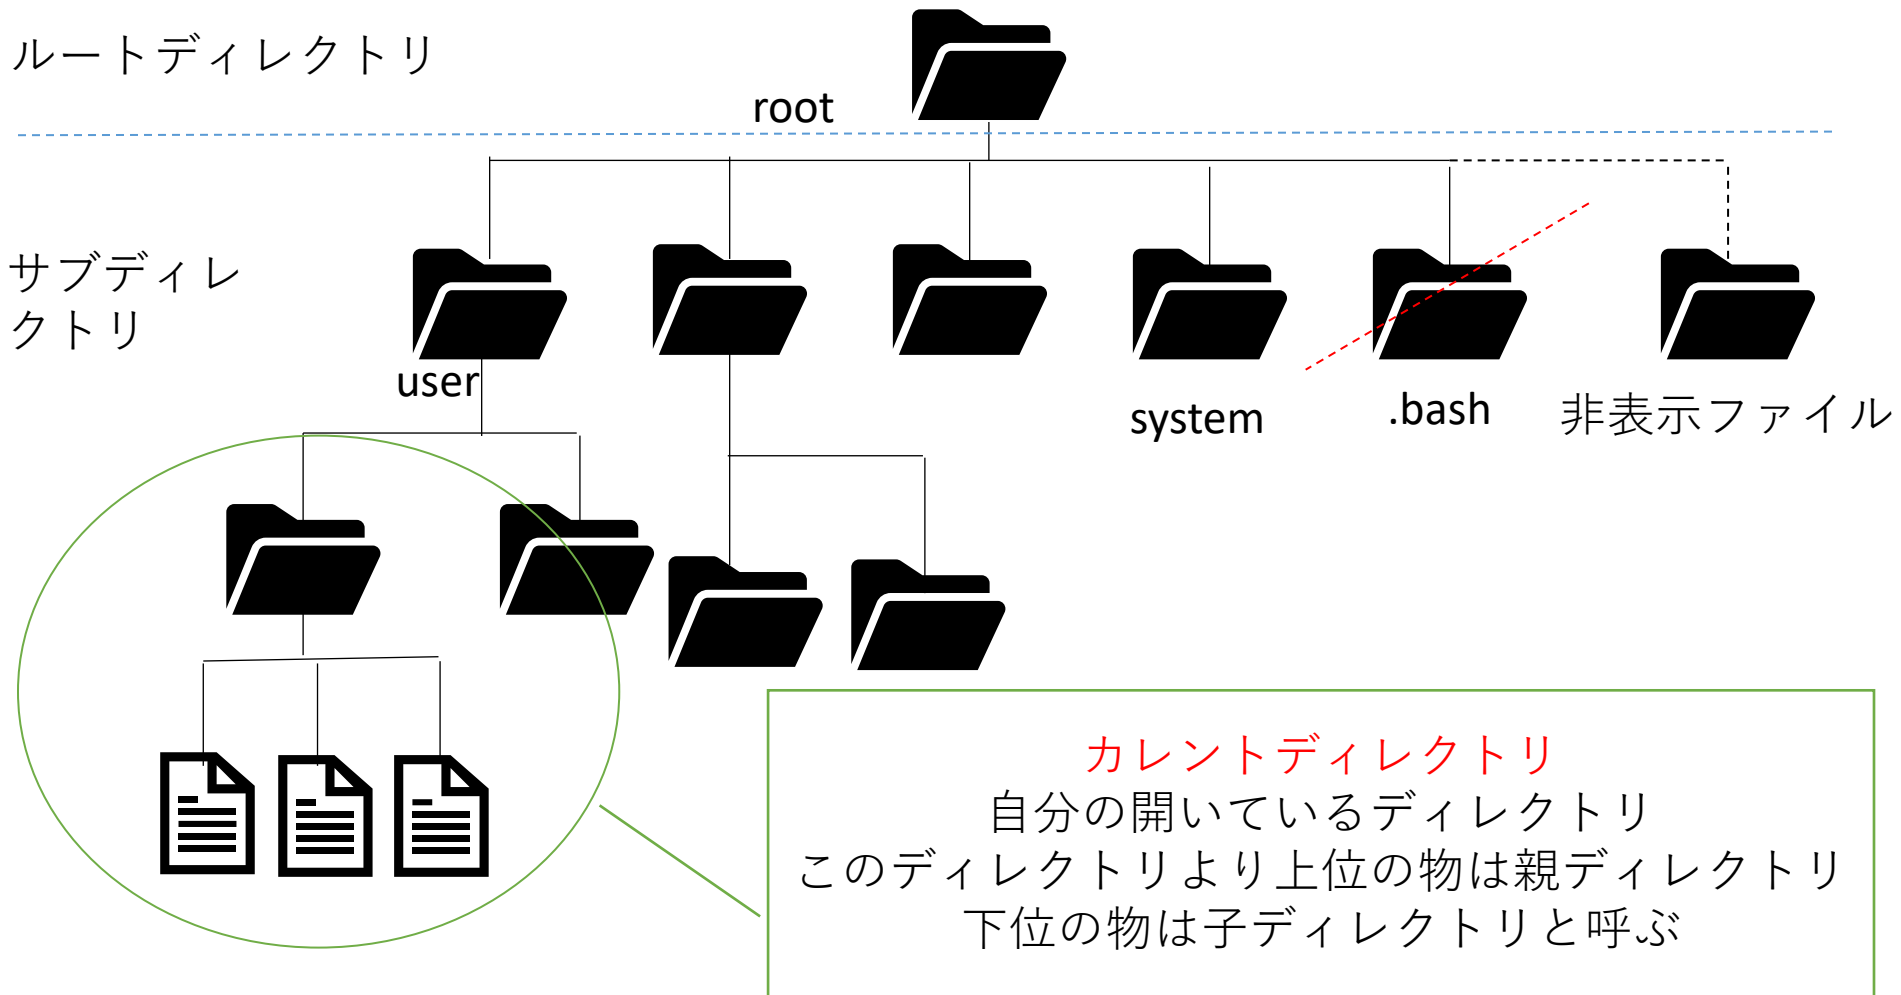 ルートディレクトリ
root
サブディレ
クトリ
user
system
.bash
非表示ファイル
カレントディレクトリ
自分の開いているディレクトリ
このディレクトリより上位の物は親ディレクトリ
下位の物は子ディレクトリと呼ぶ